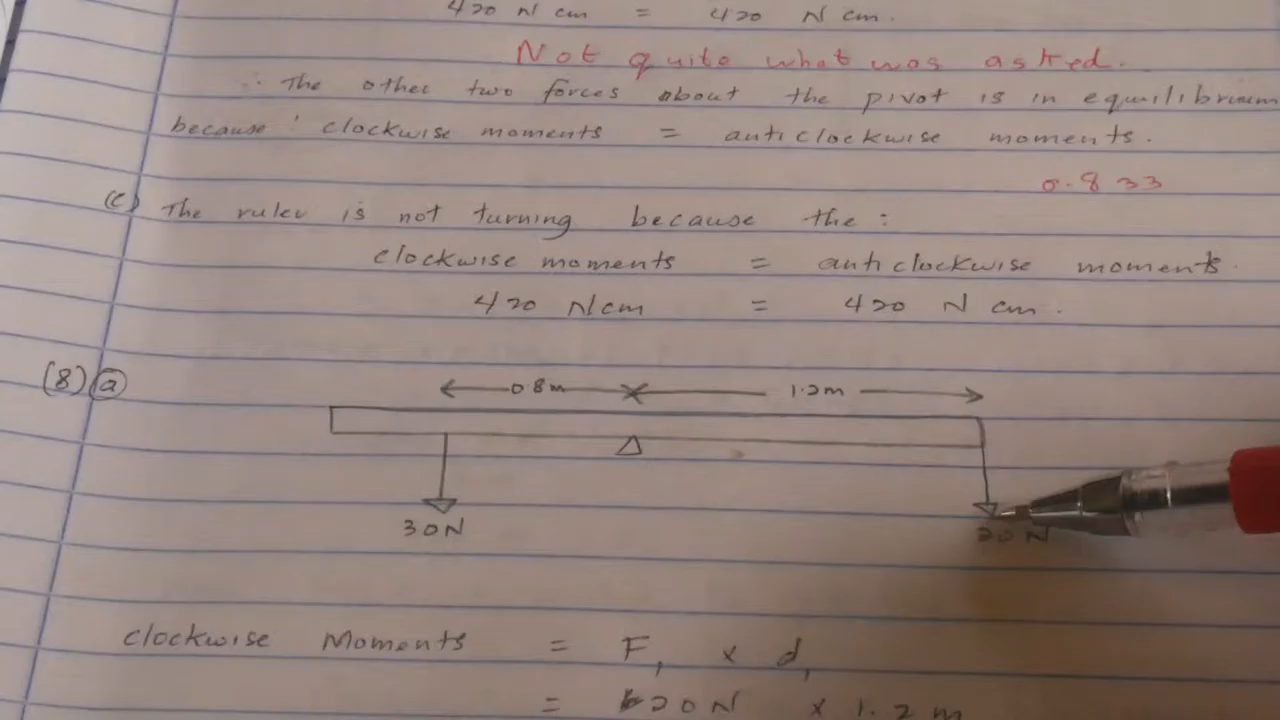 420 N cm = 420 N cm.
Not quite what was asked.
∴ The other two forces about the pivot is in equilibrium
because : clockwise moments = anticlockwise moments.
0.833
(c) The ruler is not turning because the :
clockwise moments = anticlockwise moments.
420 Ncm = 420 N cm.
(8) (a)
0.8m 1.2m
30N 20N
clockwise Moments = F₁ × d₁
= 20N × 1.2 m